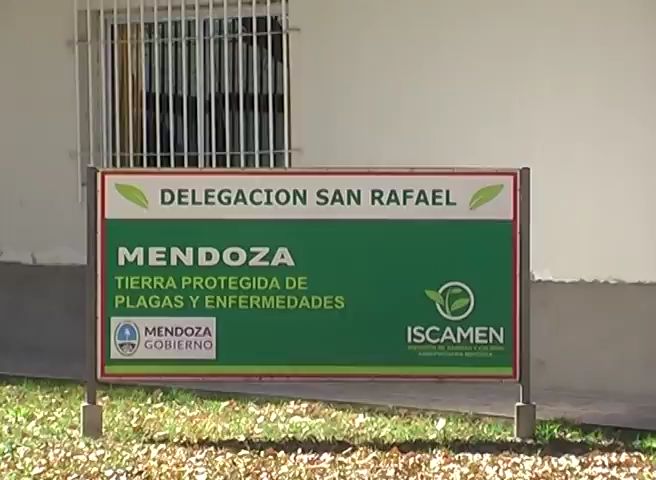 DELEGACION SAN RAFAEL
MENDOZA
TIERRA PROTEGIDA DE
PLAGAS Y ENFERMEDADES
MENDOZA
GOBIERNO
ISCAMEN